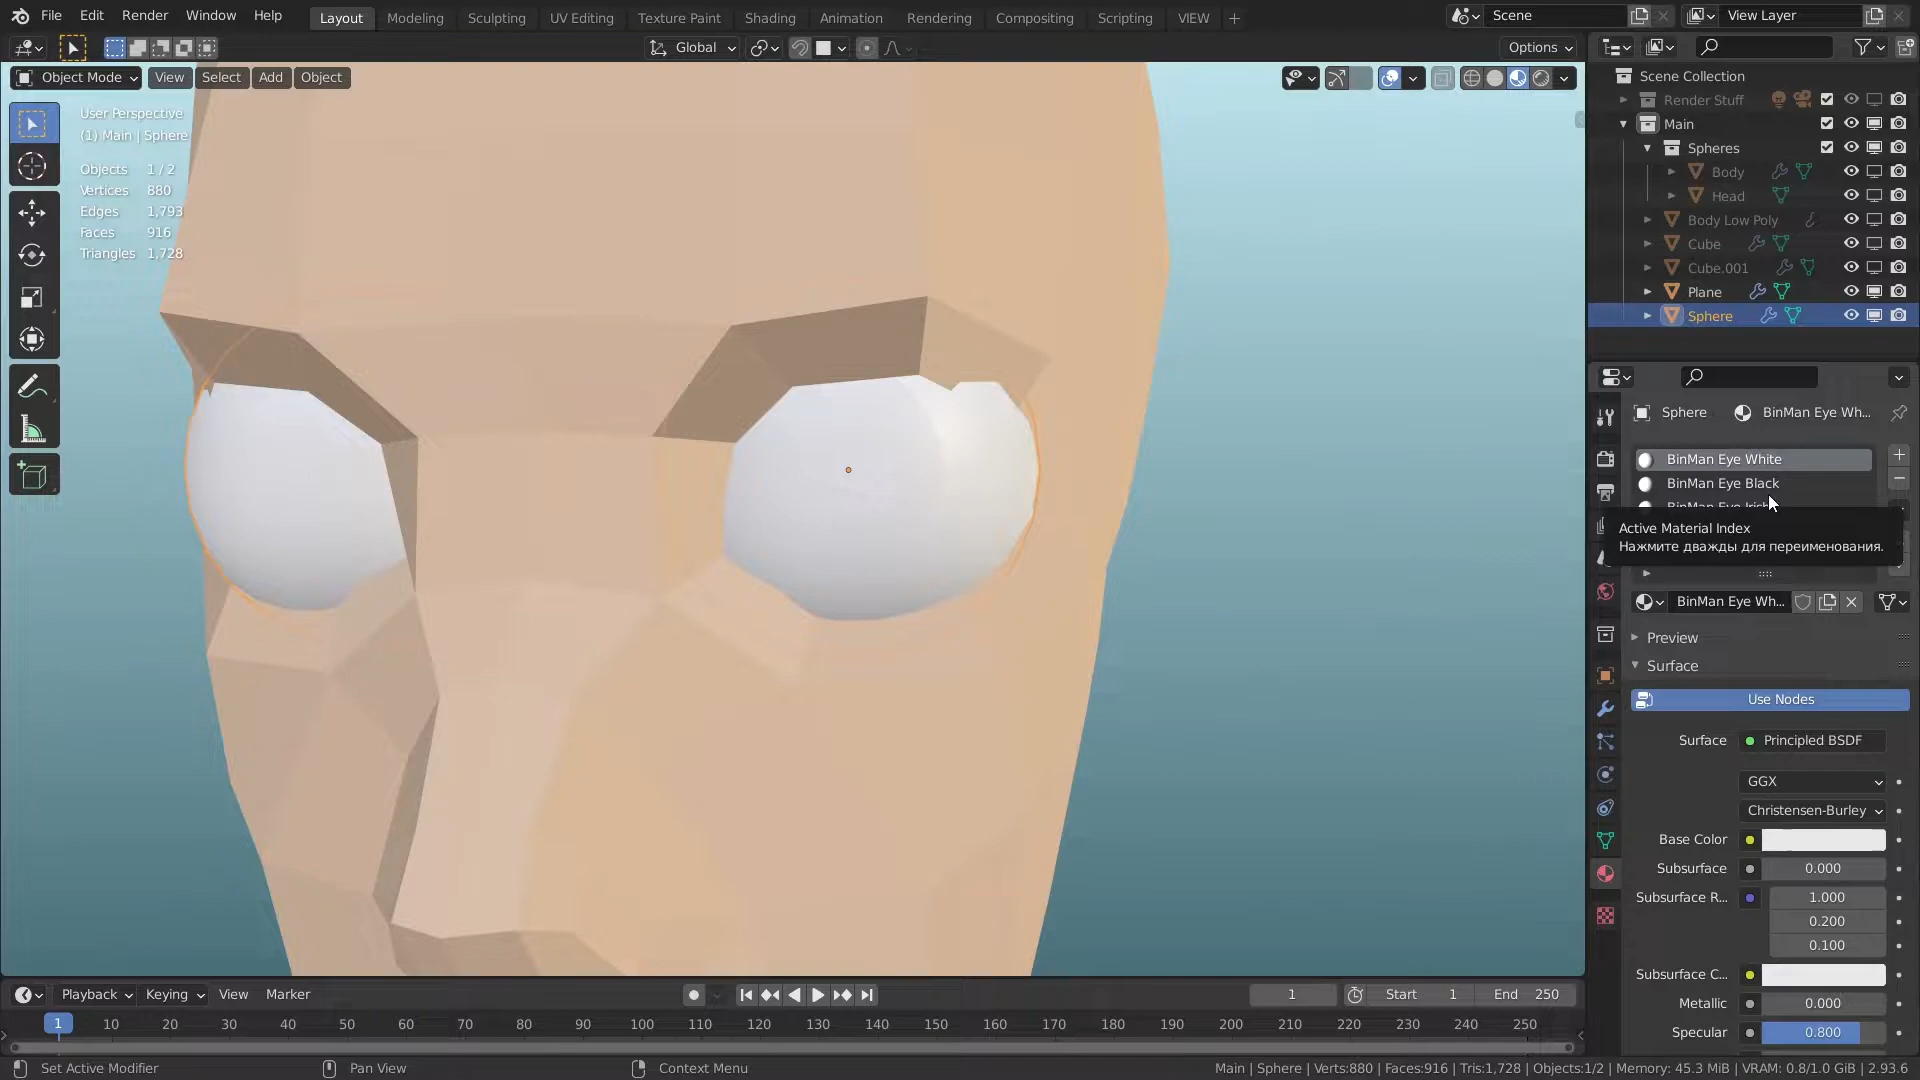 File Edit Render Window Help Layout Modeling Sculpting UV Editing Texture Paint Shading Animation Rendering Compositing Scripting VIEW + Scene View Layer
Global Options
Object Mode View Select Add Object
User Perspective
(1) Main | Sphere
Objects 1 / 2
Vertices 880
Edges 1,793
Faces 916
Triangles 1,728
Scene Collection
Render Stuff
Main
Spheres
Body
Head
Body Low Poly
Cube
Cube.001
Plane
Sphere
Sphere BinMan Eye Wh...
BinMan Eye White
BinMan Eye Black
BinMan Eye Iris
Active Material Index
Нажмите дважды для переименования.
BinMan Eye Wh...
Preview
Surface
Use Nodes
Surface Principled BSDF
GGX
Christensen-Burley
Base Color
Subsurface 0.000
Subsurface R... 1.000
0.200
0.100
Subsurface C...
Metallic 0.000
Specular 0.800
Playback Keying View Marker 1 Start 1 End 250
1 10 20 30 40 50 60 70 80 90 100 110 120 130 140 150 160 170 180 190 200 210 220 230 240 250
Set Active Modifier Pan View Context Menu Main | Sphere | Verts:880 | Faces:916 | Tris:1,728 | Objects:1/2 | Memory: 45.3 MiB | VRAM: 0.8/1.0 GiB | 2.93.6